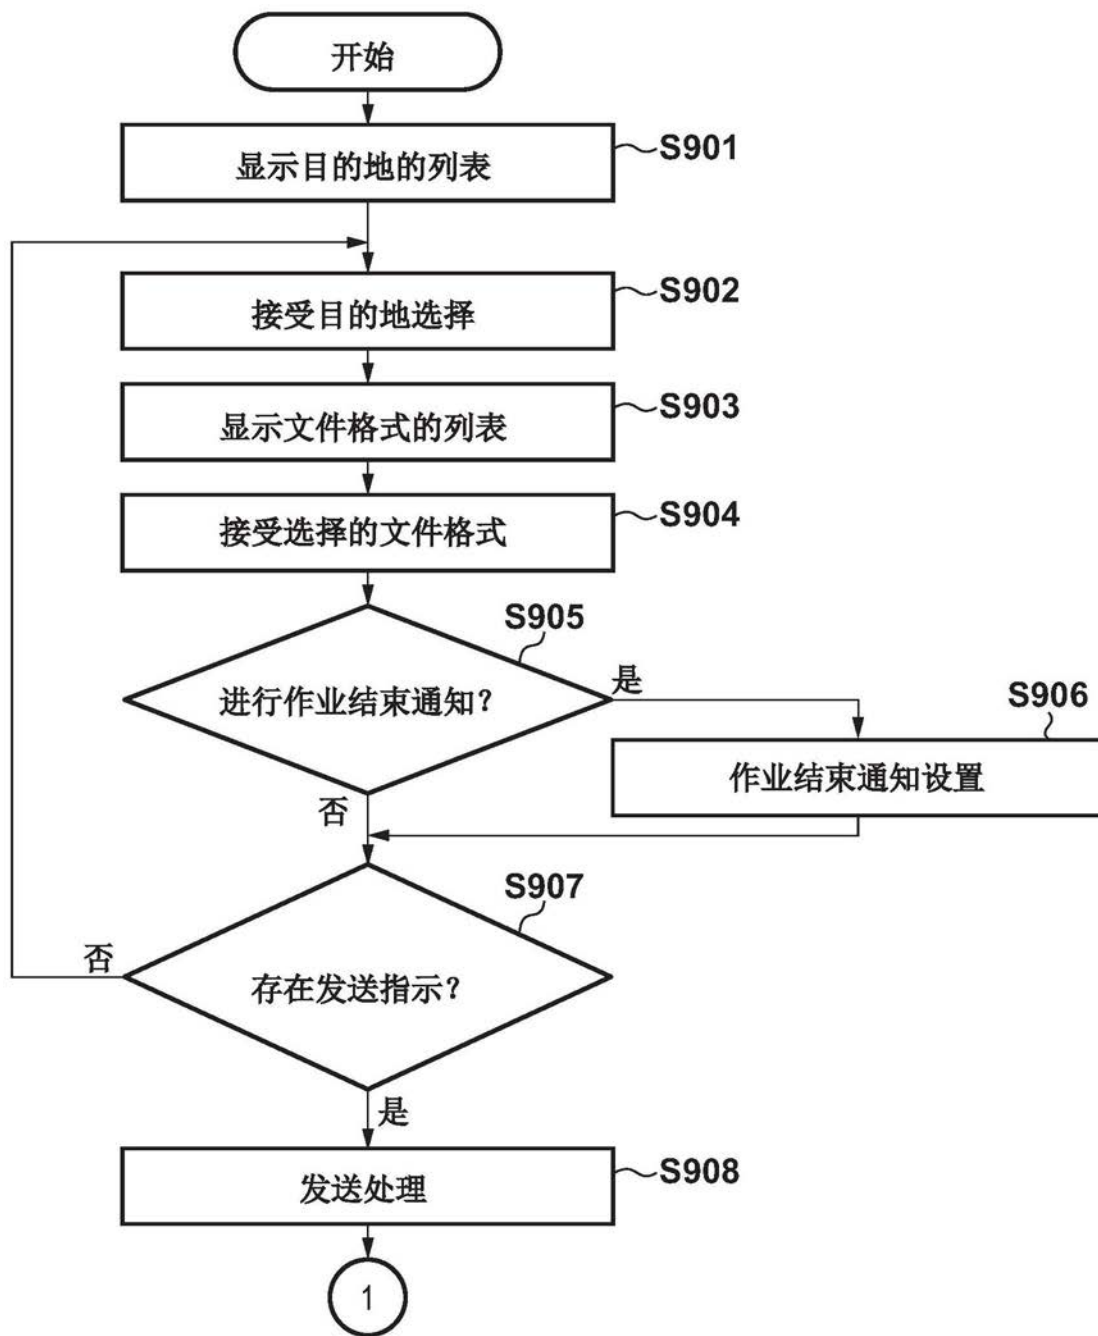 开始
显示目的地的列表
S901
接受目的地选择
S902
显示文件格式的列表
S903
接受选择的文件格式
S904
S905
进行作业结束通知?
是
S906
作业结束通知设置
否
S907
否
存在发送指示?
是
发送处理
S908
1